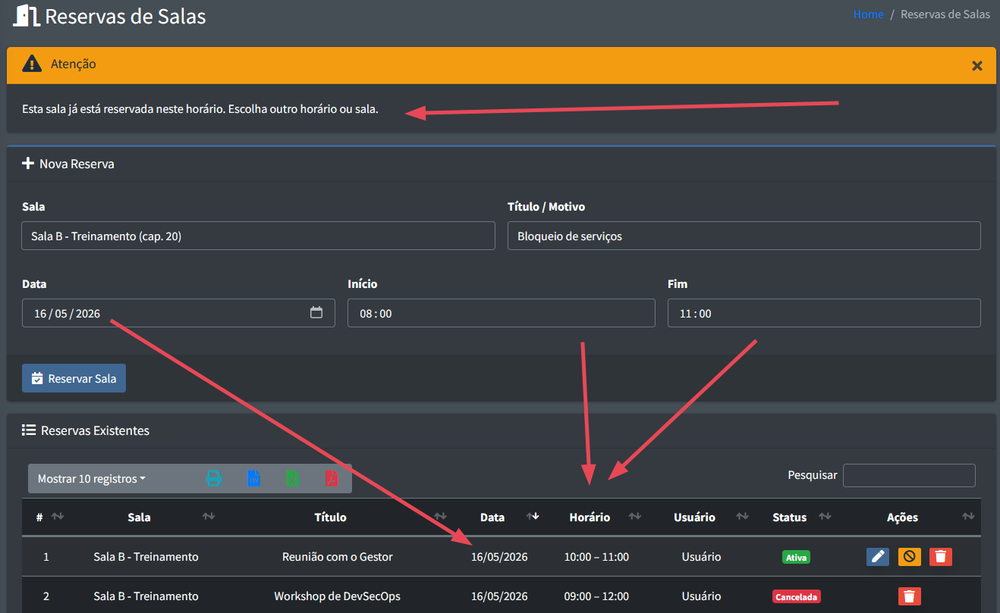 Reservas de Salas
Home / Reservas de Salas
Atenção
Esta sala já está reservada neste horário. Escolha outro horário ou sala.
Nova Reserva
Sala
Título / Motivo
Sala B - Treinamento (cap. 20)
Bloqueio de serviços
Data
Início
Fim
16 / 05 / 2026
08 : 00
11 : 00
Reservar Sala
Reservas Existentes
Mostrar 10 registros
Pesquisar
# Sala Título Data Horário Usuário Status Ações
1 Sala B - Treinamento Reunião com o Gestor 16/05/2026 10:00 – 11:00 Usuário Ativa
2 Sala B - Treinamento Workshop de DevSecOps 16/05/2026 09:00 – 12:00 Usuário Cancelada